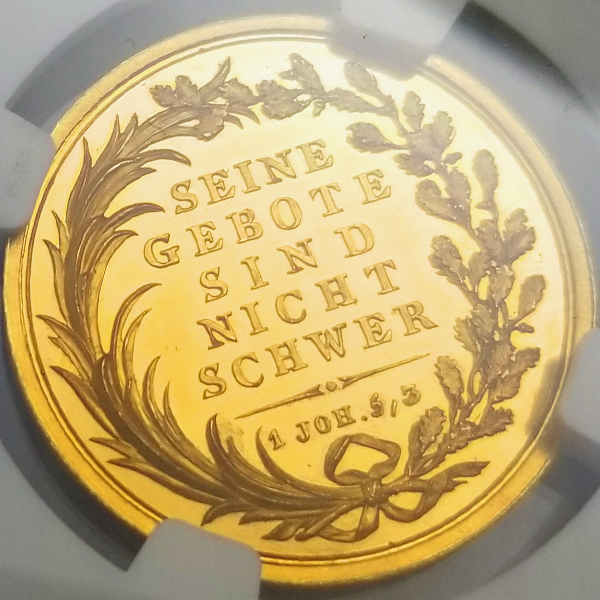 SEINE
GEBOTE
SIND
NICHT
SCHWER
1 JOH. 5,3